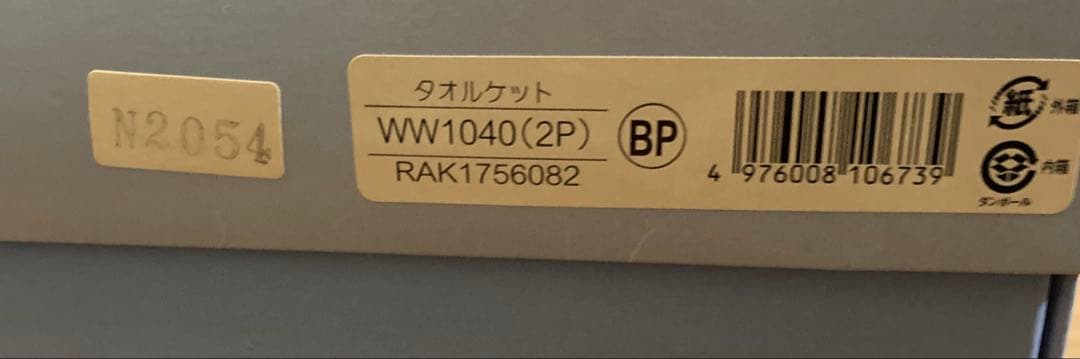 N2054
タオルケット
WW1040(2P)
RAK1756082
BP
4 976008 106739
紙 外箱
内箱
ダンボール